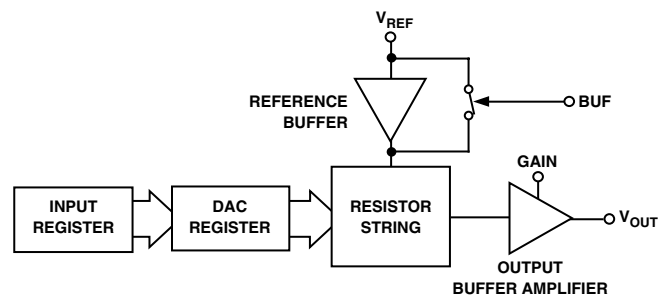 VREF
REFERENCE
BUFFER
BUF
GAIN
INPUT
REGISTER
DAC
REGISTER
RESISTOR
STRING
VOUT
OUTPUT
BUFFER AMPLIFIER